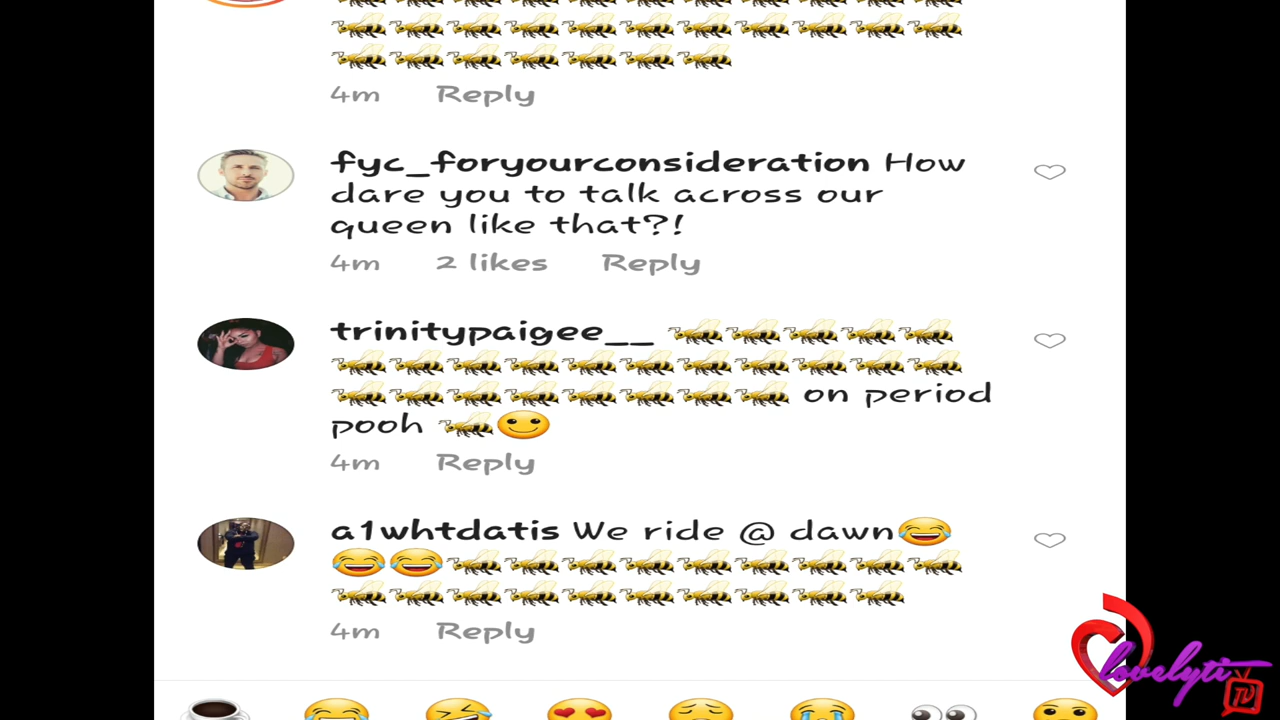 🐝🐝🐝🐝🐝🐝🐝🐝🐝🐝🐝
🐝🐝🐝🐝🐝🐝🐝🐝🐝🐝🐝
🐝🐝🐝🐝🐝🐝🐝
4m Reply
fyc_foryourconsideration How
dare you to talk across our
queen like that?!
4m 2 likes Reply
trinitypaigee__ 🐝🐝🐝🐝🐝
🐝🐝🐝🐝🐝🐝🐝🐝🐝🐝🐝
🐝🐝🐝🐝🐝🐝🐝🐝 on period
pooh 🐝🙂
4m Reply
a1whtdatis We ride @ dawn😂
😂😂🐝🐝🐝🐝🐝🐝🐝🐝🐝
🐝🐝🐝🐝🐝🐝🐝🐝🐝🐝
4m Reply
lovelyti
TV